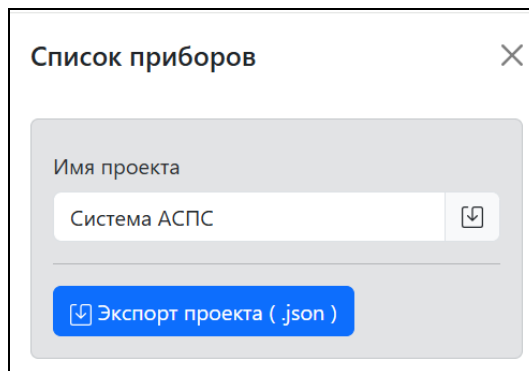 Список приборов
Имя проекта
Система АСПС
Экспорт проекта ( .json )